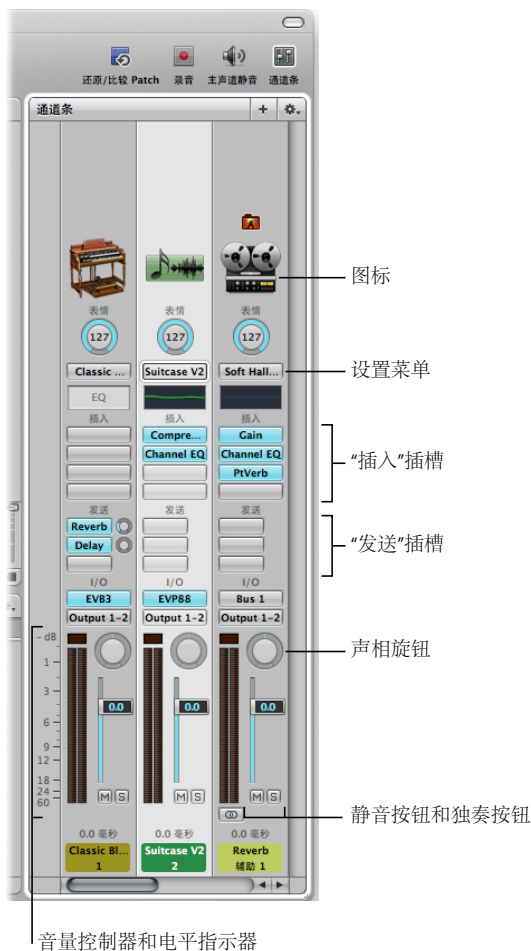 还原/比较 Patch 录音 主声道静音 通道条
通道条
图标
表情 表情 表情
127 127 127
Classic ... Suitcase V2 Soft Hall...
设置菜单
EQ
插入 插入 插入
Compre... Gain
Channel EQ Channel EQ
PtVerb
“插入”插槽
发送 发送 发送
Reverb
Delay
“发送”插槽
I/O I/O I/O
EVB3 EVP88 Bus 1
Output 1-2 Output 1-2 Output 1-2
声相旋钮
- dB
1
3
0.0 0.0 0.0
6
9
12
18
24
60
M S M S M S
静音按钮和独奏按钮
0.0 毫秒 0.0 毫秒 0.0 毫秒
Classic Bl... Suitcase V2 Reverb
1 2 辅助 1
音量控制器和电平指示器